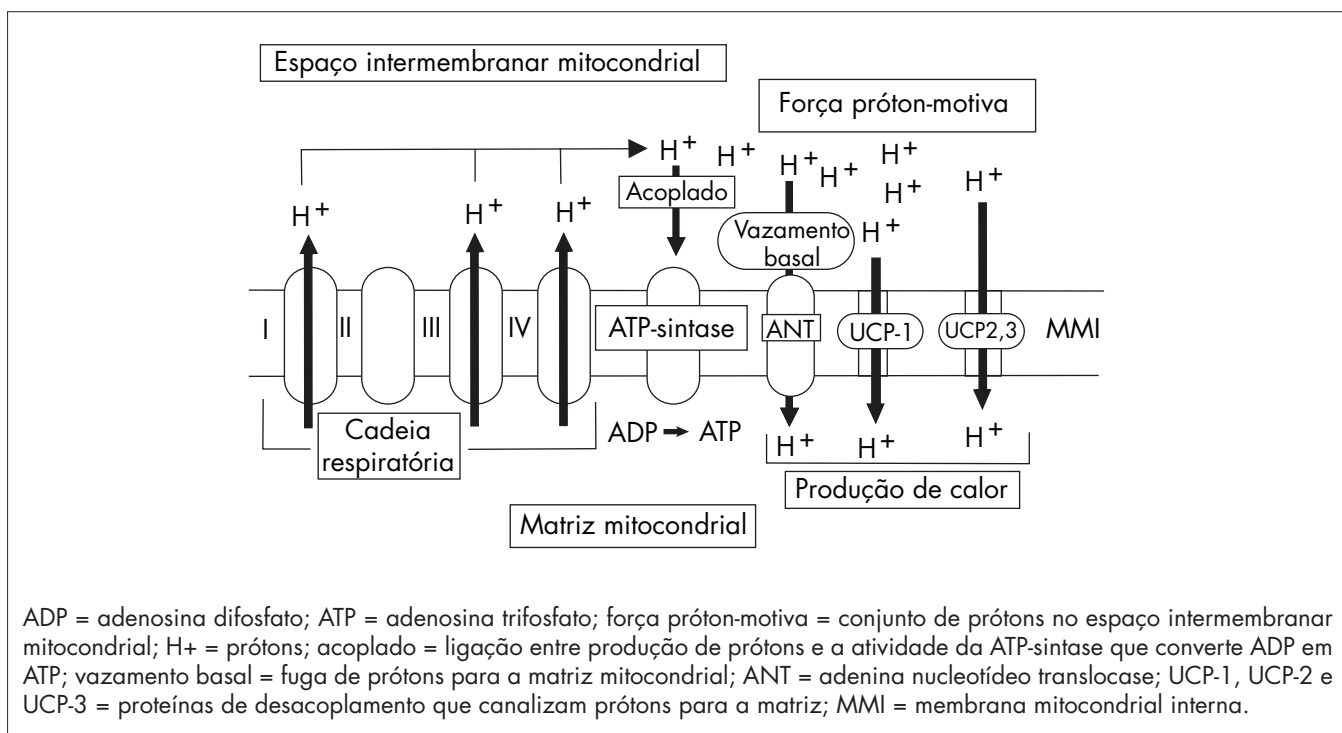 Espaço intermembranar mitocondrial
Força próton-motiva
H+ H+ H+ H+ H+ H+ H+
Acoplado
H+ H+ H+ H+
Vazamento
basal
I II III IV ATP-sintase ANT UCP-1 UCP2,3 MMI
Cadeia
respiratória
ADP ATP
H+ H+ H+
Produção de calor
Matriz mitocondrial
ADP = adenosina difosfato; ATP = adenosina trifosfato; força próton-motiva = conjunto de prótons no espaço intermembranar
mitocondrial; H+ = prótons; acoplado = ligação entre produção de prótons e a atividade da ATP-sintase que converte ADP em
ATP; vazamento basal = fuga de prótons para a matriz mitocondrial; ANT = adenina nucleotídeo translocase; UCP-1, UCP-2 e
UCP-3 = proteínas de desacoplamento que canalizam prótons para a matriz; MMI = membrana mitocondrial interna.